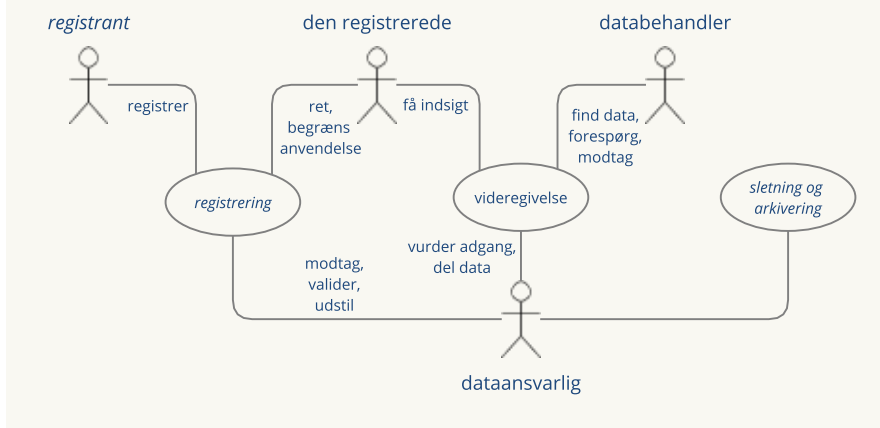 registrant
den registrerede
databehandler
registrer
ret,
begræns
anvendelse
få indsigt
find data,
forespørg,
modtag
registrering
videregivelse
sletning og
arkivering
modtag,
valider,
udstil
vurder adgang,
del data
dataansvarlig